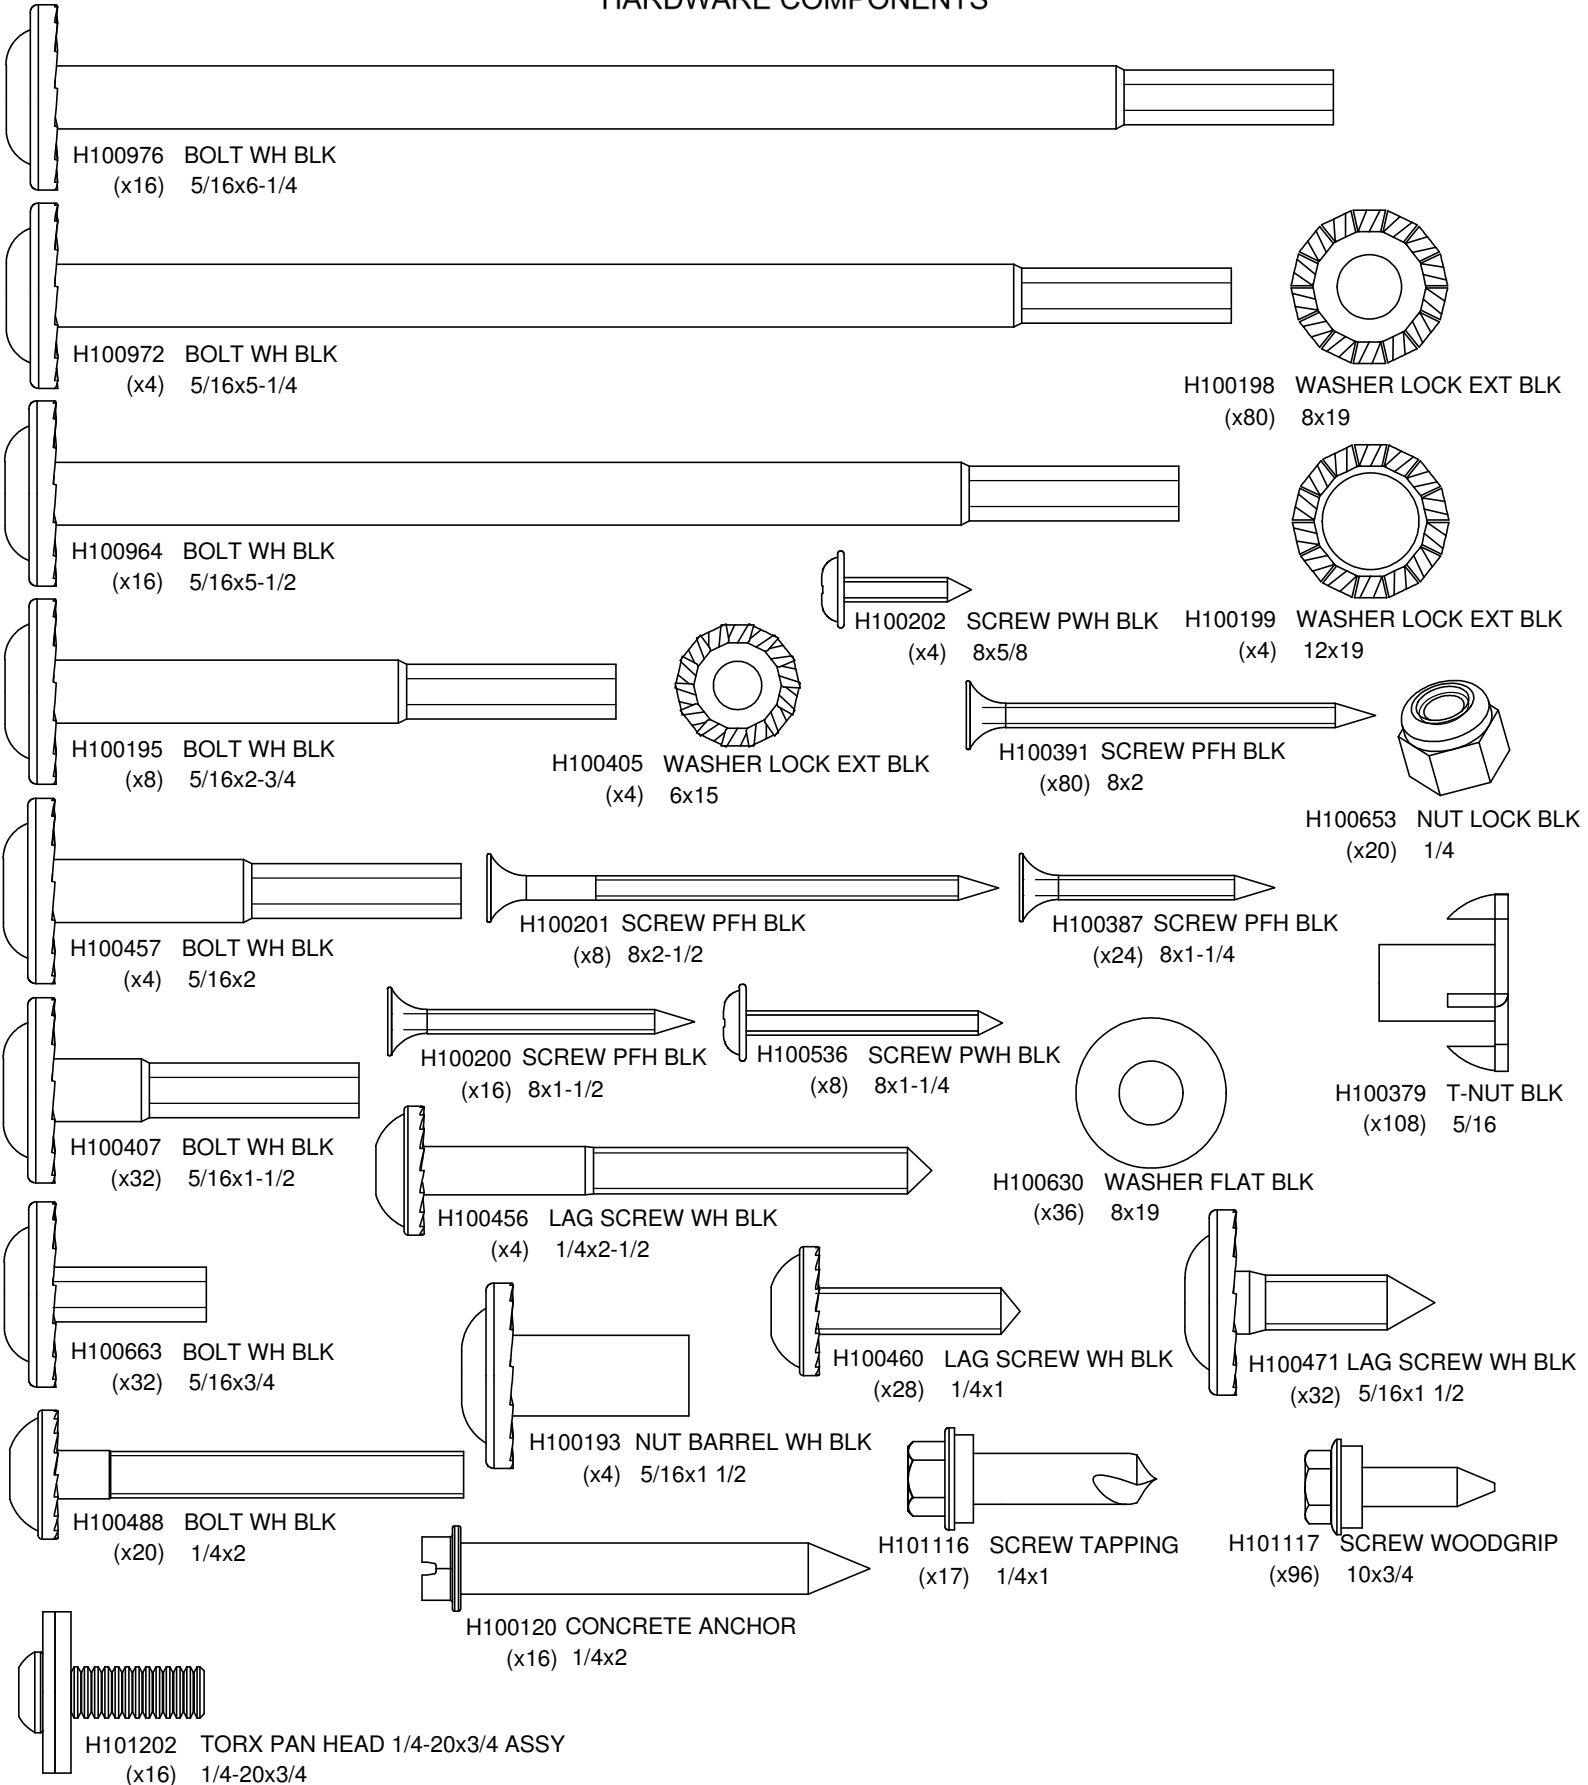 HARDWARE COMPONENTS
H100976 BOLT WH BLK
(x16) 5/16x6-1/4
H100972 BOLT WH BLK
(x4) 5/16x5-1/4
H100198 WASHER LOCK EXT BLK
(x80) 8x19
H100964 BOLT WH BLK
(x16) 5/16x5-1/2
H100202 SCREW PWH BLK
(x4) 8x5/8
H100199 WASHER LOCK EXT BLK
(x4) 12x19
H100195 BOLT WH BLK
(x8) 5/16x2-3/4
H100405 WASHER LOCK EXT BLK
(x4) 6x15
H100391 SCREW PFH BLK
(x80) 8x2
H100653 NUT LOCK BLK
(x20) 1/4
H100457 BOLT WH BLK
(x4) 5/16x2
H100201 SCREW PFH BLK
(x8) 8x2-1/2
H100387 SCREW PFH BLK
(x24) 8x1-1/4
H100200 SCREW PFH BLK
(x16) 8x1-1/2
H100536 SCREW PWH BLK
(x8) 8x1-1/4
H100379 T-NUT BLK
(x108) 5/16
H100407 BOLT WH BLK
(x32) 5/16x1-1/2
H100456 LAG SCREW WH BLK
(x4) 1/4x2-1/2
H100630 WASHER FLAT BLK
(x36) 8x19
H100663 BOLT WH BLK
(x32) 5/16x3/4
H100460 LAG SCREW WH BLK
(x28) 1/4x1
H100471 LAG SCREW WH BLK
(x32) 5/16x1 1/2
H100193 NUT BARREL WH BLK
(x4) 5/16x1 1/2
H100488 BOLT WH BLK
(x20) 1/4x2
H101116 SCREW TAPPING
(x17) 1/4x1
H101117 SCREW WOODGRIP
(x96) 10x3/4
H100120 CONCRETE ANCHOR
(x16) 1/4x2
H101202 TORX PAN HEAD 1/4-20x3/4 ASSY
(x16) 1/4-20x3/4